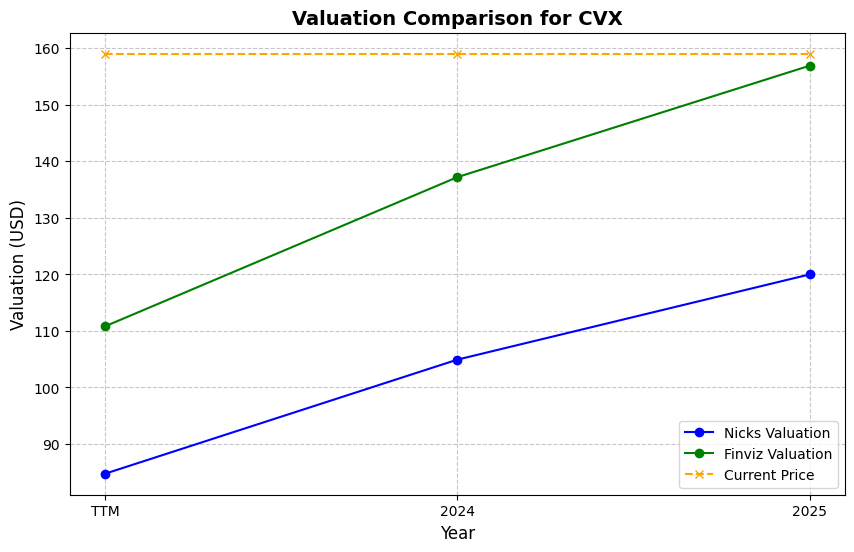 Valuation Comparison for CVX
Valuation (USD)
160
150
140
130
120
110
100
90
TTM
2024
2025
Year
Nicks Valuation
Finviz Valuation
Current Price